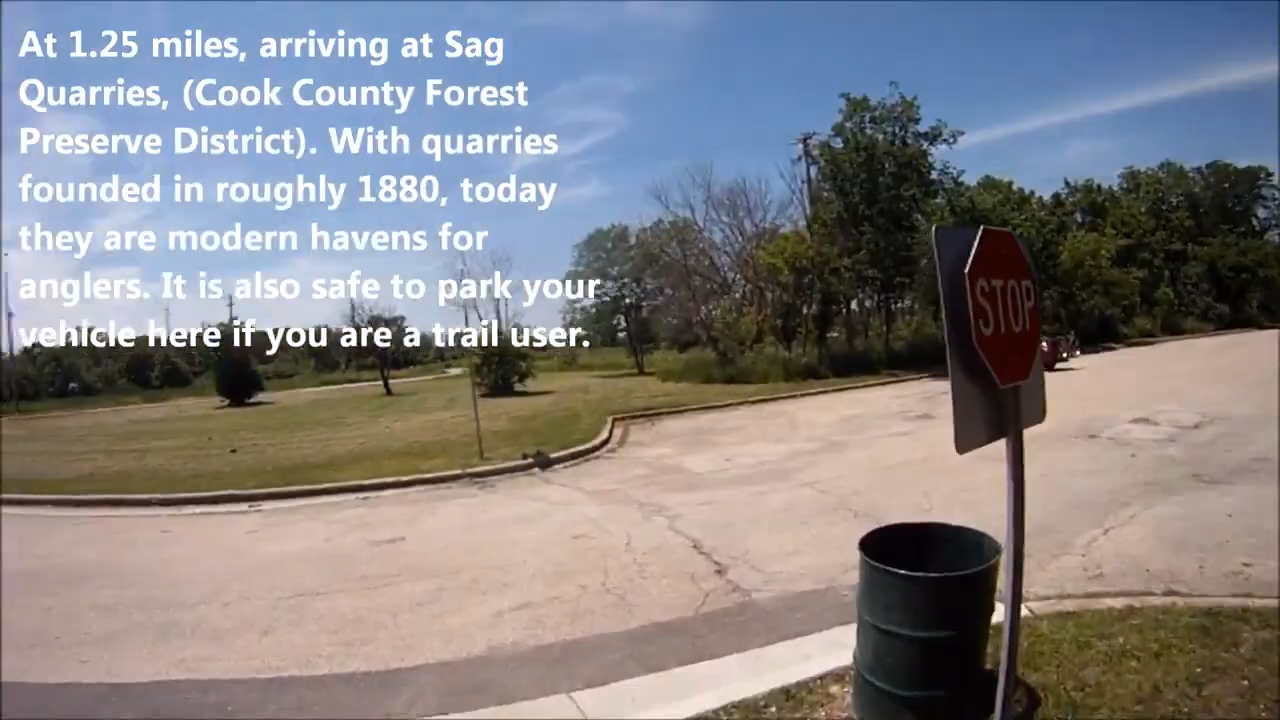 At 1.25 miles, arriving at Sag
Quarries, (Cook County Forest
Preserve District). With quarries
founded in roughly 1880, today
they are modern havens for
anglers. It is also safe to park your
vehicle here if you are a trail user.
STOP